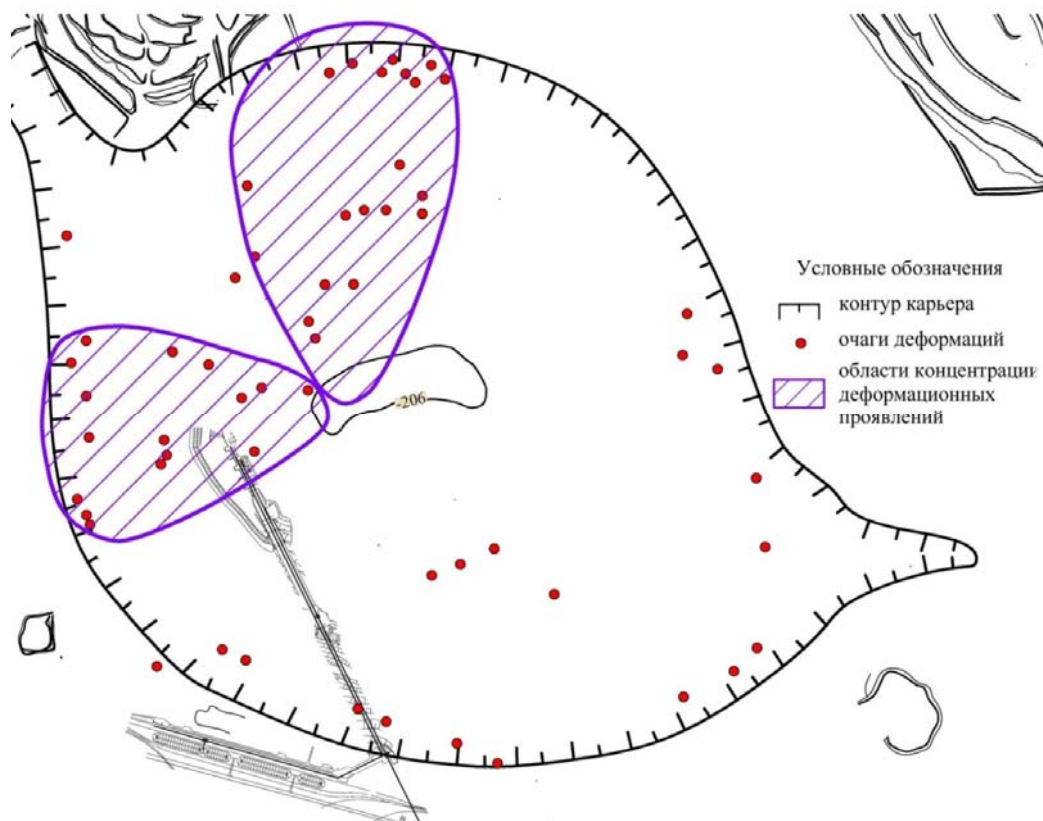 Условные обозначения
контур карьера
очаги деформаций
области концентрации
деформационных
проявлений
-206